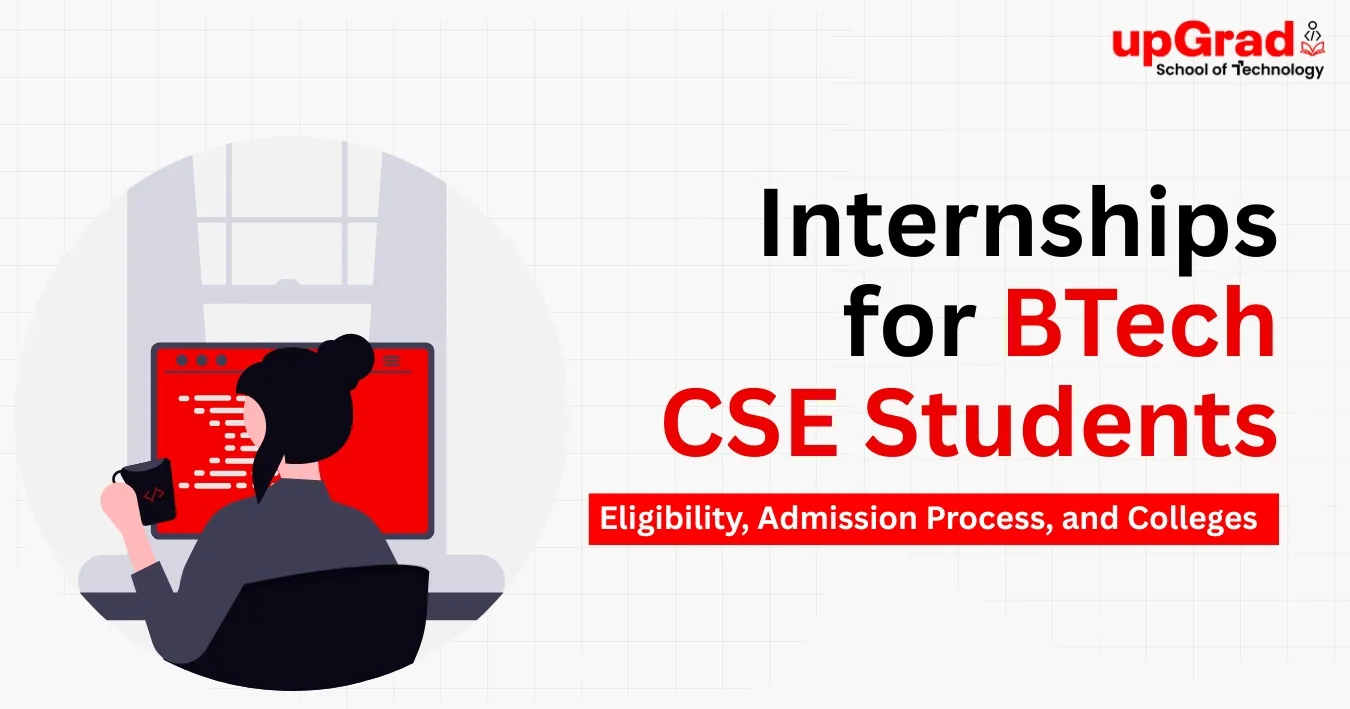 upGrad
School of Technology
Internships
for BTech
CSE Students
Eligibility, Admission Process, and Colleges